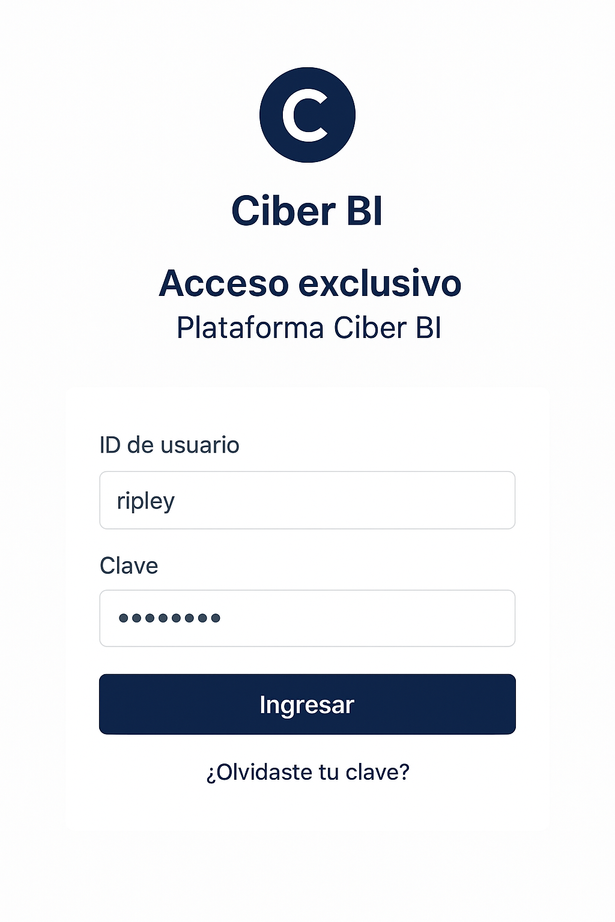 C
Ciber BI
Acceso exclusivo
Plataforma Ciber BI
ID de usuario
ripley
Clave
••••••••
Ingresar
¿Olvidaste tu clave?